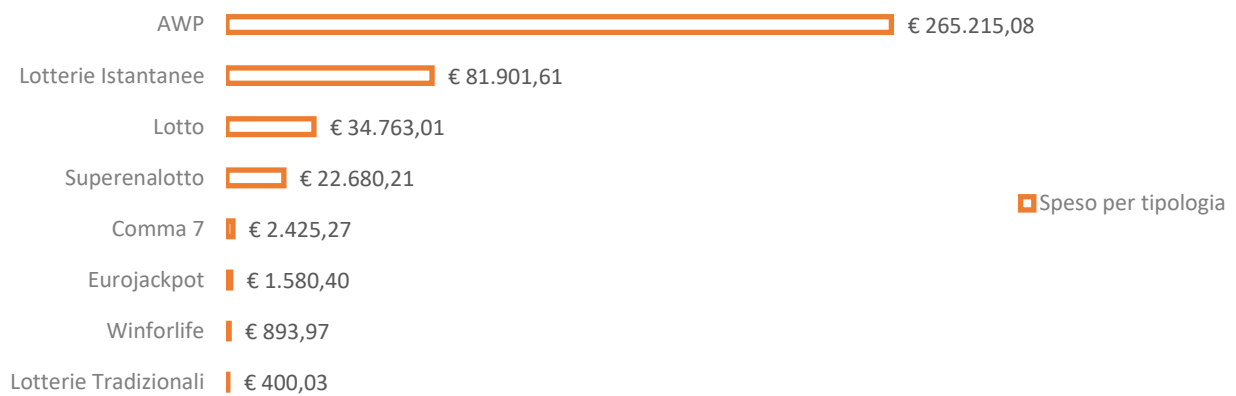 AWP € 265.215,08
Lotterie Istantanee € 81.901,61
Lotto € 34.763,01
Superenalotto € 22.680,21
Speso per tipologia
Comma 7 € 2.425,27
Eurojackpot € 1.580,40
Winforlife € 893,97
Lotterie Tradizionali € 400,03